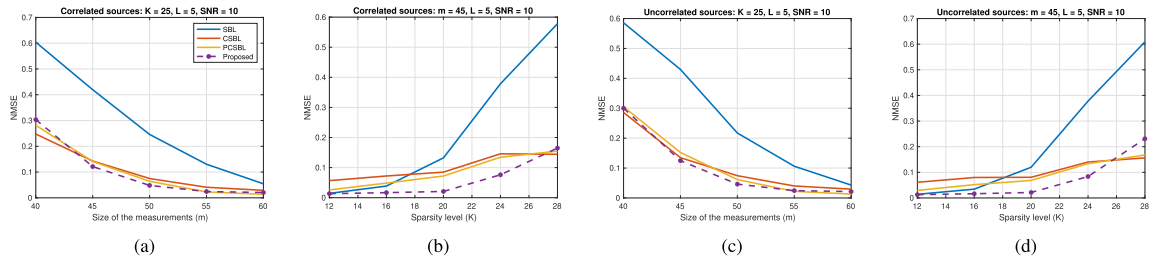 Correlated sources: K = 25, L = 5, SNR = 10
0.7
0.6
0.5
0.4
0.3
0.2
0.1
0
NMSE
SBL
CSBL
PCSBL
Proposed
40 45 50 55 60
Size of the measurements (m)
(a)
Correlated sources: m = 45, L = 5, SNR = 10
0.6
0.5
0.4
0.3
0.2
0.1
0
NMSE
12 14 16 18 20 22 24 26 28
Sparsity level (K)
(b)
Uncorrelated sources: K = 25, L = 5, SNR = 10
0.6
0.5
0.4
0.3
0.2
0.1
0
NMSE
40 45 50 55 60
Size of the measurements (m)
(c)
Uncorrelated sources: m = 45, L = 5, SNR = 10
0.7
0.6
0.5
0.4
0.3
0.2
0.1
0
NMSE
12 14 16 18 20 22 24 26 28
Sparsity level (K)
(d)